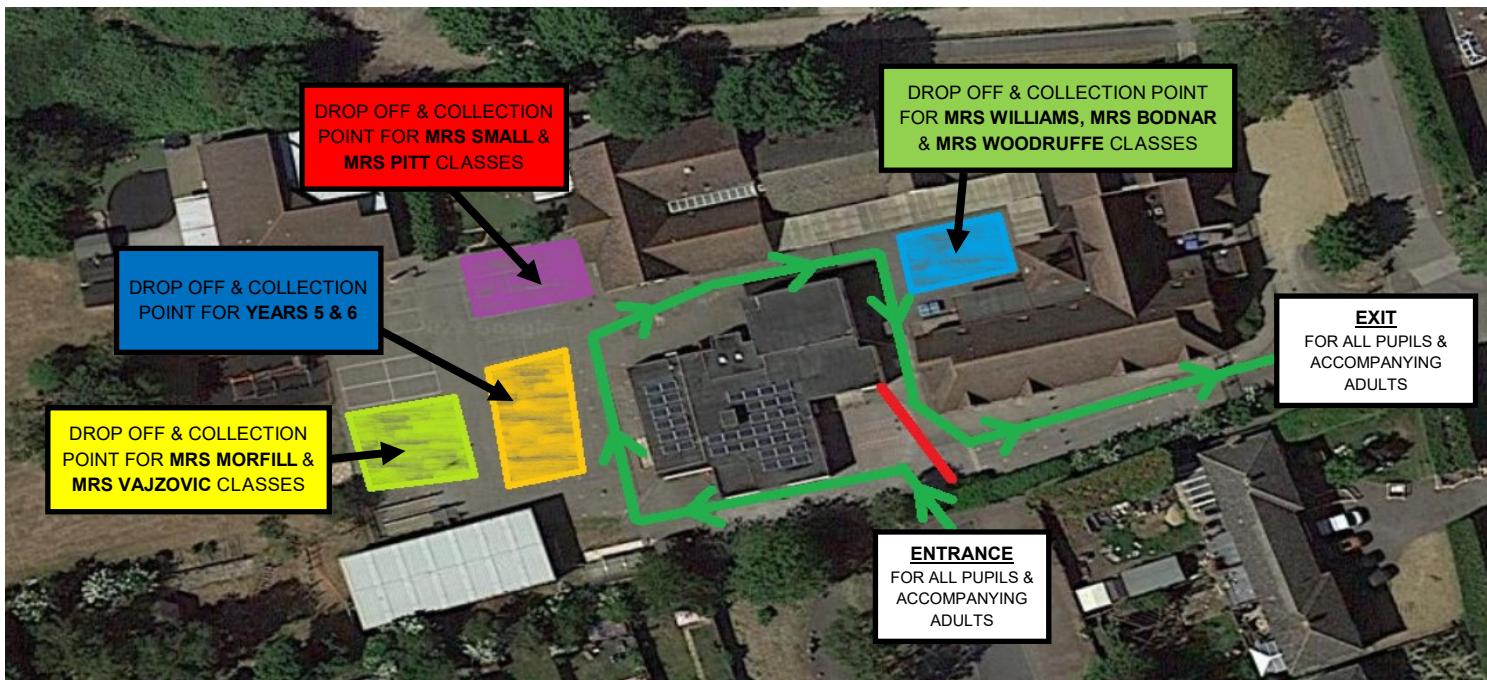 DROP OFF & COLLECTION
POINT FOR MRS SMALL &
MRS PITT CLASSES
DROP OFF & COLLECTION POINT
FOR MRS WILLIAMS, MRS BODNAR
& MRS WOODRUFFE CLASSES
DROP OFF & COLLECTION
POINT FOR YEARS 5 & 6
EXIT
FOR ALL PUPILS &
ACCOMPANYING
ADULTS
DROP OFF & COLLECTION
POINT FOR MRS MORFILL &
MRS VAJZOVIC CLASSES
ENTRANCE
FOR ALL PUPILS &
ACCOMPANYING
ADULTS